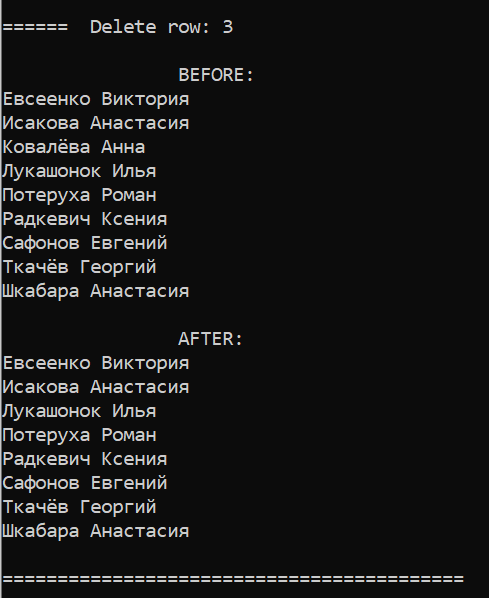 ====== Delete row: 3
BEFORE:
Евсеенко Виктория
Исакова Анастасия
Ковалёва Анна
Лукашонок Илья
Потеруха Роман
Радкевич Ксения
Сафонов Евгений
Ткачёв Георгий
Шкабара Анастасия
AFTER:
Евсеенко Виктория
Исакова Анастасия
Лукашонок Илья
Потеруха Роман
Радкевич Ксения
Сафонов Евгений
Ткачёв Георгий
Шкабара Анастасия
==========================================